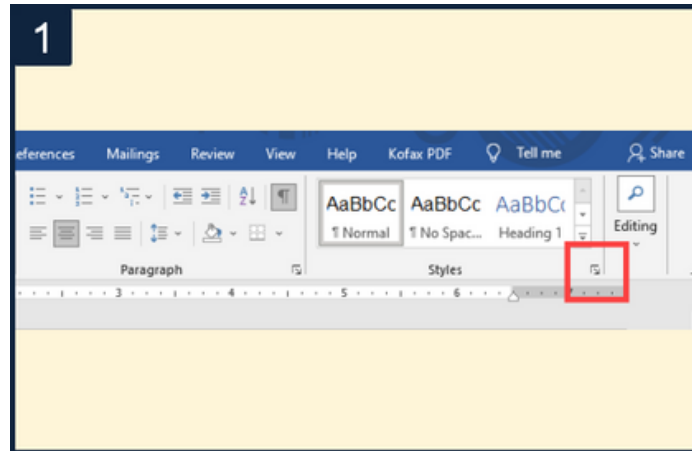 1
eferences Mailings Review View Help Kofax PDF Tell me Share
AaBbCc AaBbCc AaBbC
¶ Normal ¶ No Spac... Heading 1 Editing
Paragraph Styles
3 4 5 6 7